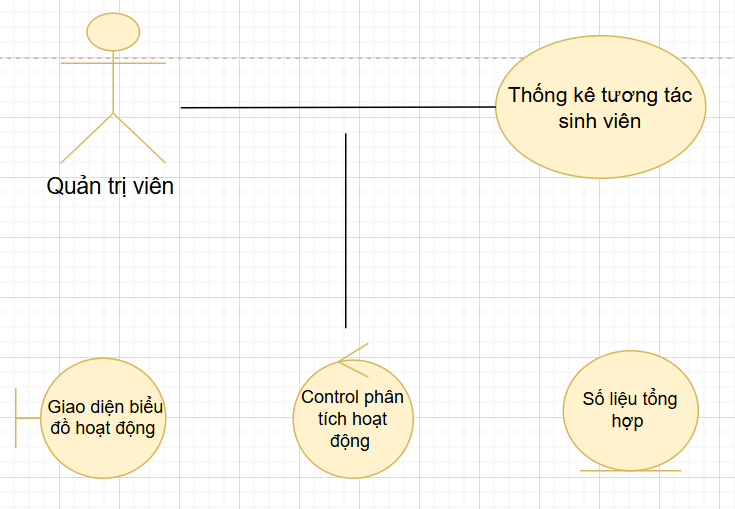 Thống kê tương tác
sinh viên
Quản trị viên
Giao diện biểu
đồ hoạt động
Control phân
tích hoạt
động
Số liệu tổng
hợp